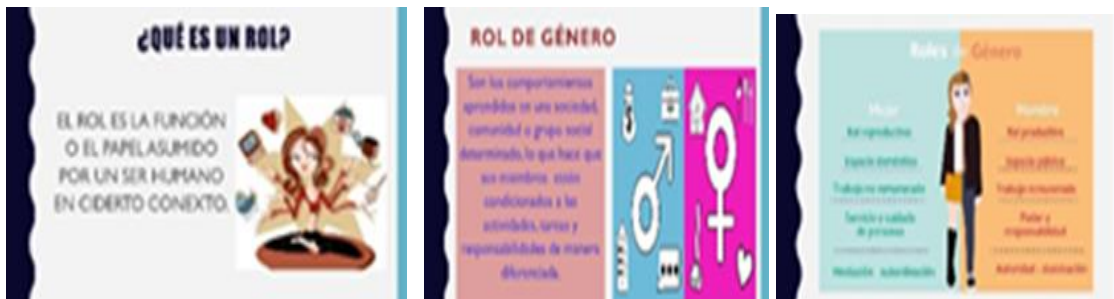 ¿QUÉ ES UN ROL?
EL ROL ES LA FUNCIÓN
O EL PAPEL ASUMIDO
POR UN SER HUMANO
EN CIDERTO CONEXTO.
ROL DE GÉNERO
Son los comportamientos
aprendidos en una sociedad,
comunidad o grupo social
determinado, lo que hace que
sus miembros estén
condicionados a las
actividades, tareas y
responsabilidades de manera
diferenciada.
Roles Género
Mujer
Rol reproductivo
Espacio doméstico
Trabajo no remunerado
Servicio y cuidado
de personas
Hombre
Rol productivo
Espacio público
Trabajo remunerado
Poder y
responsabilidad
Autoridad - dominación